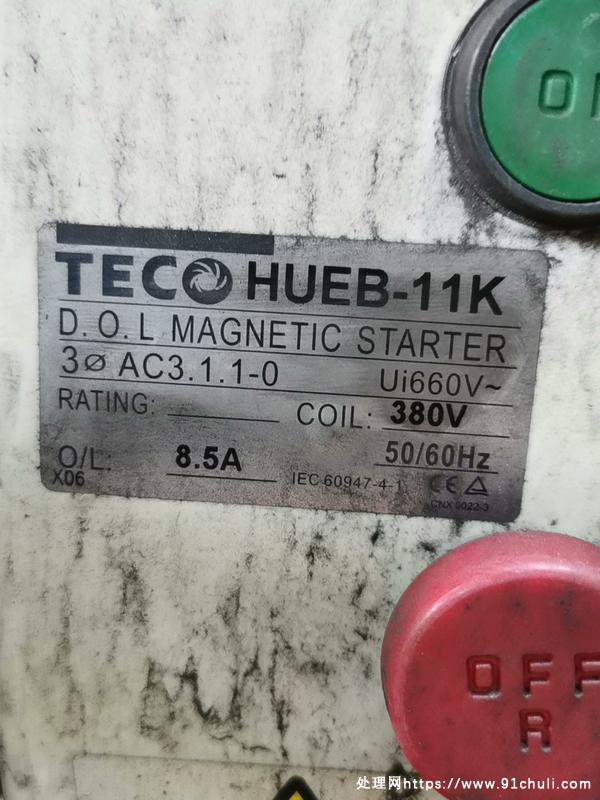 ON
TECO HUEB-11K
D.O.L MAGNETIC STARTER
3ø AC3.1.1-0 Ui660V~
RATING: COIL: 380V
O/L: 8.5A 50/60Hz
X06 IEC 60947-4-1 CE
CNX 0022-3
OFF
R
处理网https://www.91chuli.com